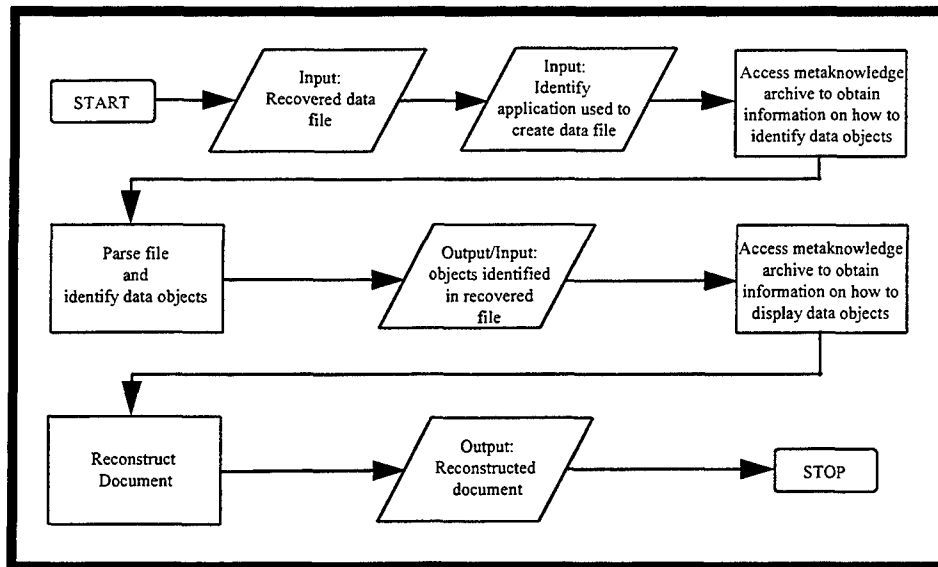 START
Input:
Recovered data
file
Input:
Identify
application used to
create data file
Access metaknowledge
archive to obtain
information on how to
identify data objects
Parse file
and
identify data objects
Output/Input:
objects identified
in recovered
file
Access metaknowledge
archive to obtain
information on how to
display data objects
Reconstruct
Document
Output:
Reconstructed
document
STOP